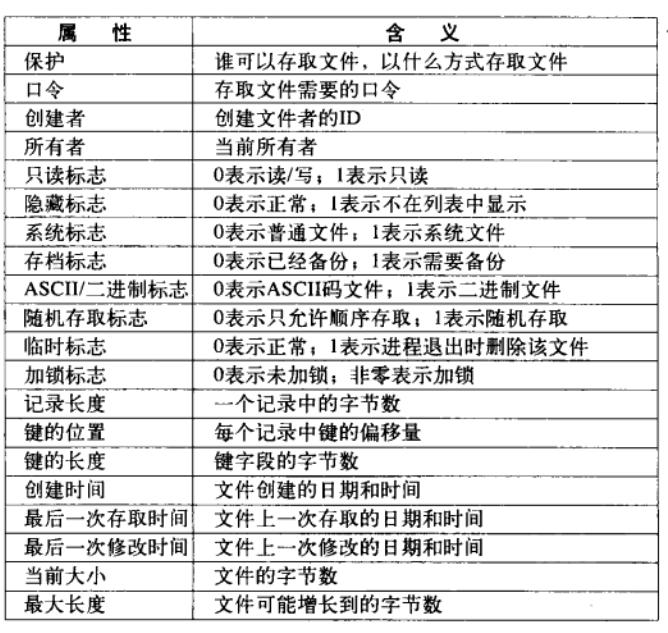 属 性 含 义
保护 谁可以存取文件，以什么方式存取文件
口令 存取文件需要的口令
创建者 创建文件者的ID
所有者 当前所有者
只读标志 0表示读/写；1表示只读
隐藏标志 0表示正常；1表示不在列表中显示
系统标志 0表示普通文件；1表示系统文件
存档标志 0表示已经备份；1表示需要备份
ASCII/二进制标志 0表示ASCII码文件；1表示二进制文件
随机存取标志 0表示只允许顺序存取；1表示随机存取
临时标志 0表示正常；1表示进程退出时删除该文件
加锁标志 0表示未加锁；非零表示加锁
记录长度 一个记录中的字节数
键的位置 每个记录中键的偏移量
键的长度 键字段的字节数
创建时间 文件创建的日期和时间
最后一次存取时间 文件上一次存取的日期和时间
最后一次修改时间 文件上一次修改的日期和时间
当前大小 文件的字节数
最大长度 文件可能增长到的字节数